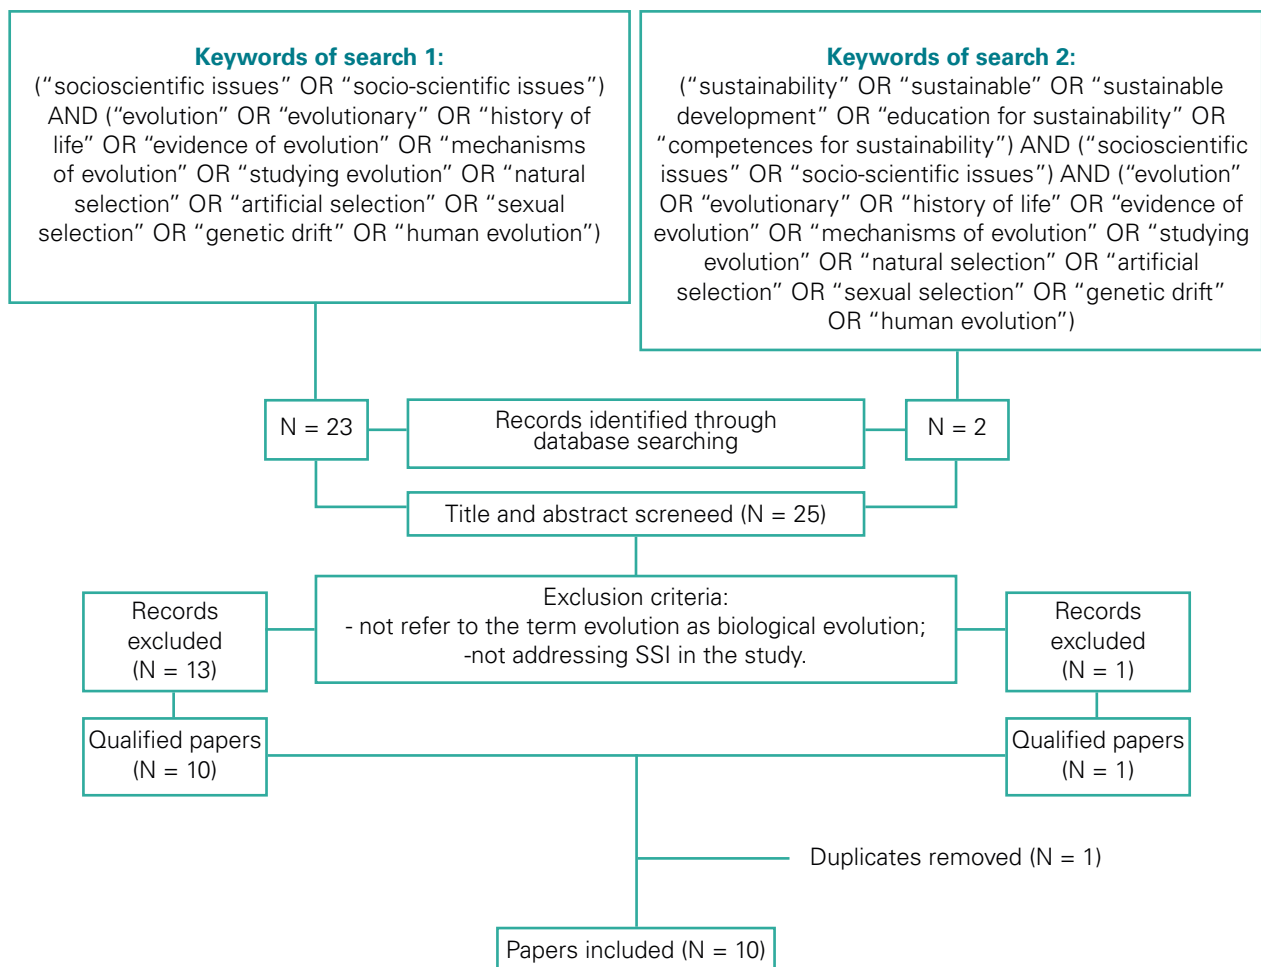 Keywords of search 1:
(“socioscientific issues” OR “socio-scientific issues”)
AND (“evolution” OR “evolutionary” OR “history of
life” OR “evidence of evolution” OR “mechanisms
of evolution” OR “studying evolution” OR “natural
selection” OR “artificial selection” OR “sexual
selection” OR “genetic drift” OR “human evolution”)
Keywords of search 2:
(“sustainability” OR “sustainable” OR “sustainable
development” OR “education for sustainability” OR
“competences for sustainability”) AND (“socioscientific
issues” OR “socio-scientific issues”) AND (“evolution”
OR “evolutionary” OR “history of life” OR “evidence of
evolution” OR “mechanisms of evolution” OR “studying
evolution” OR “natural selection” OR “artificial
selection” OR “sexual selection” OR “genetic drift”
OR “human evolution”)
N = 23
Records identified through
database searching
N = 2
Title and abstract screneed (N = 25)
Records
excluded
(N = 13)
Exclusion criteria:
- not refer to the term evolution as biological evolution;
-not addressing SSI in the study.
Records
excluded
(N = 1)
Qualified papers
(N = 10)
Qualified papers
(N = 1)
Duplicates removed (N = 1)
Papers included (N = 10)